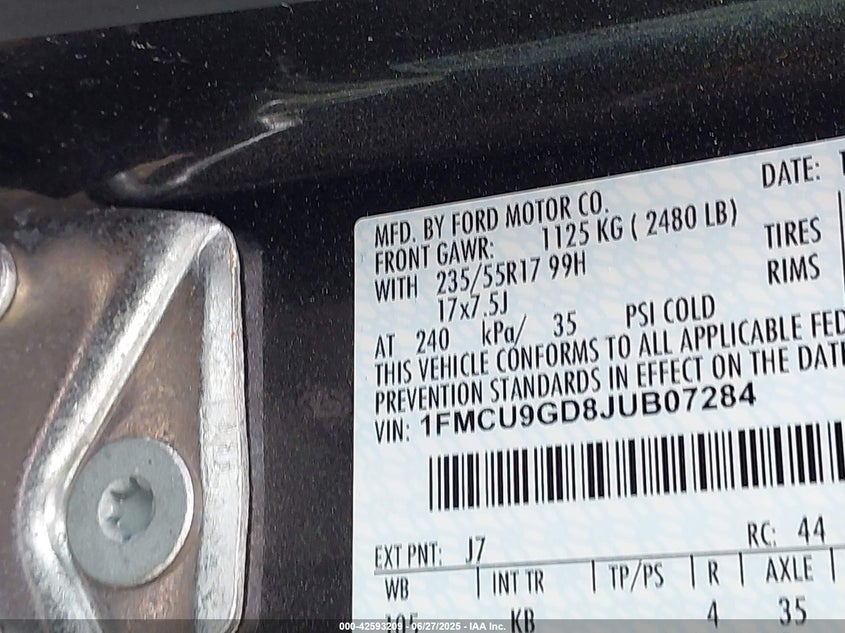 DATE:
MFD. BY FORD MOTOR CO.
FRONT GAWR: 1125 KG ( 2480 LB) TIRES
WITH 235/55R17 99H RIMS
17x7.5J
AT 240 kPa/ 35 PSI COLD
THIS VEHICLE CONFORMS TO ALL APPLICABLE FED
PREVENTION STANDARDS IN EFFECT ON THE DATE
VIN: 1FMCU9GD8JUB07284
EXT PNT: J7 RC: 44
WB INT TR TP/PS R AXLE
KB 4 35
000-42593209 - 06/27/2025 - IAA Inc.